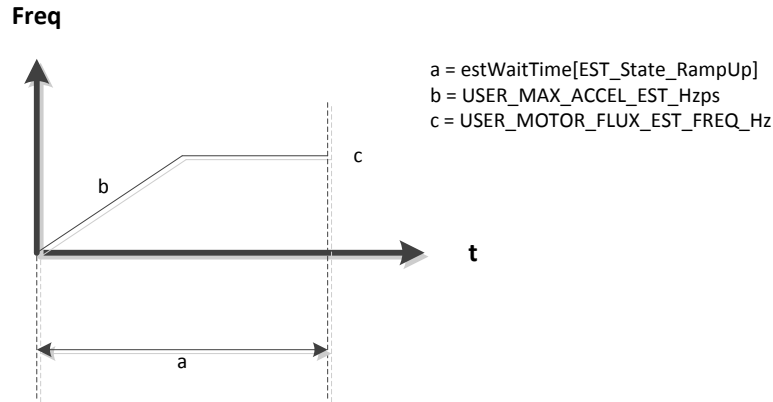 Freq
a = estWaitTime[EST_State_RampUp]
b = USER_MAX_ACCEL_EST_Hzps
c = USER_MOTOR_FLUX_EST_FREQ_Hz
c
b
t
a